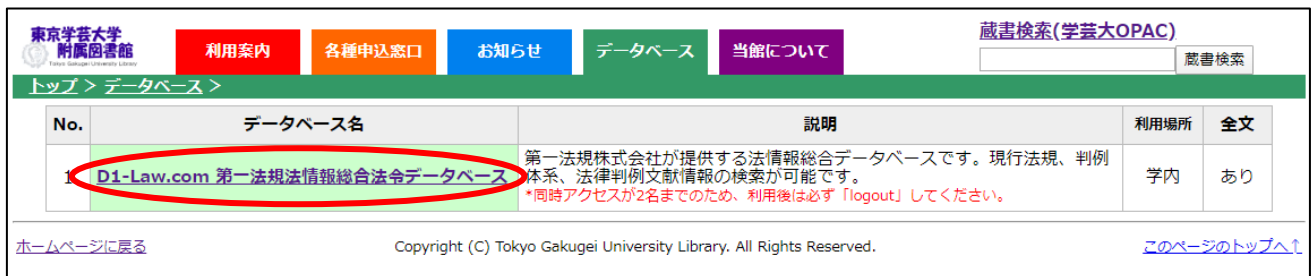 東京学芸大学
附属図書館
Tokyo Gakugei University Library
利用案内
各種申込窓口
お知らせ
データベース
当館について
蔵書検索(学芸大OPAC)
蔵書検索
トップ > データベース >
No. データベース名 説明 利用場所 全文
1 D1-Law.com 第一法規法情報総合法令データベース
第一法規株式会社が提供する法情報総合データベースです。現行法規、判例
体系、法律判例文献情報の検索が可能です。
*同時アクセスが2名までのため、利用後は必ず「logout」してください。
学内 あり
ホームページに戻る Copyright (C) Tokyo Gakugei University Library. All Rights Reserved. このページのトップへ↑